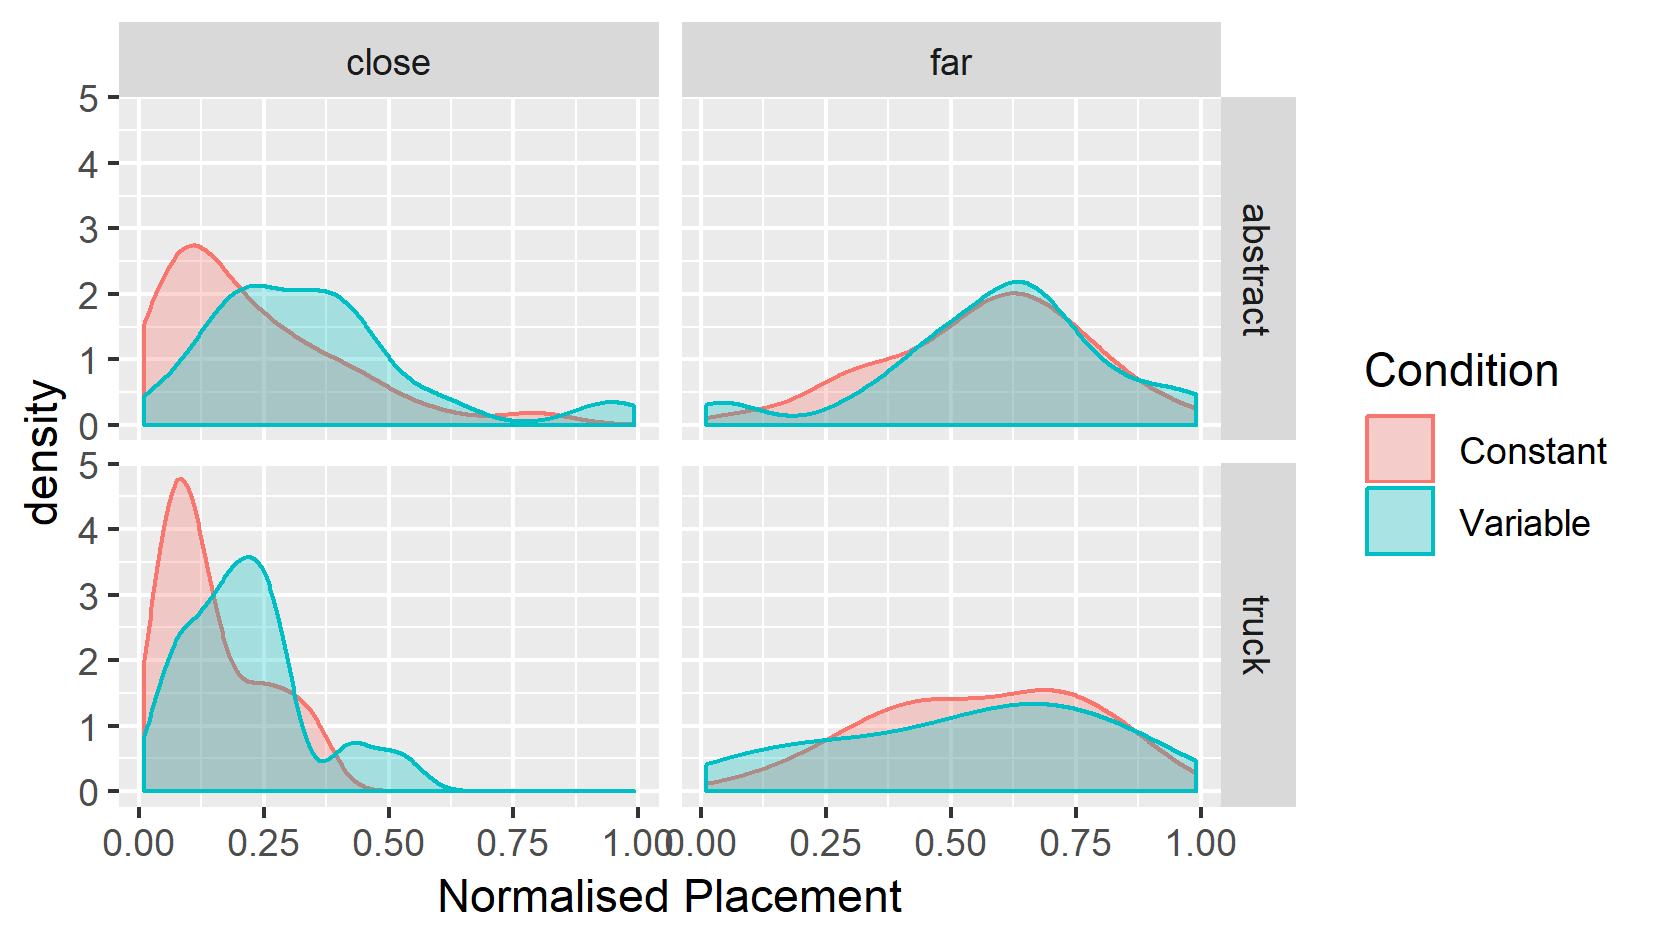 close far
5
4
3
2
1
0
abstract
5
4
3
2
1
0
truck
density
0.00 0.25 0.50 0.75 1.00 0.00 0.25 0.50 0.75 1.00
Normalised Placement
Condition
Constant
Variable